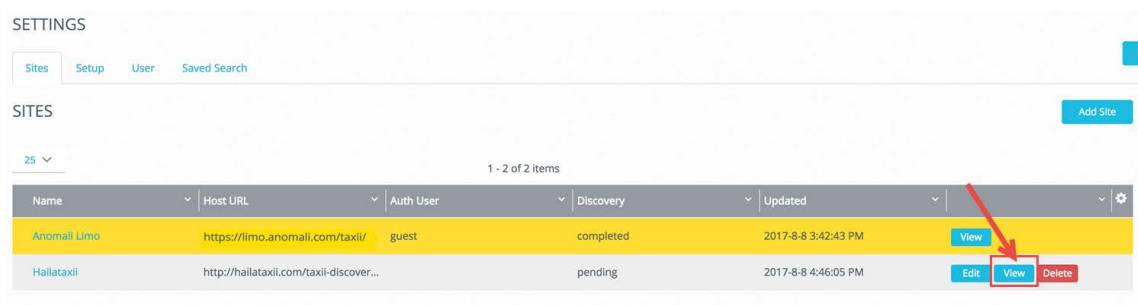 SETTINGS
Sites Setup User Saved Search
SITES
Add Site
25
1 - 2 of 2 items
Name Host URL Auth User Discovery Updated
Anomali Limo https://limo.anomali.com/taxii/ guest completed 2017-8-8 3:42:43 PM View
Hailataxii http://hailataxii.com/taxii-discover... pending 2017-8-8 4:46:05 PM Edit View Delete